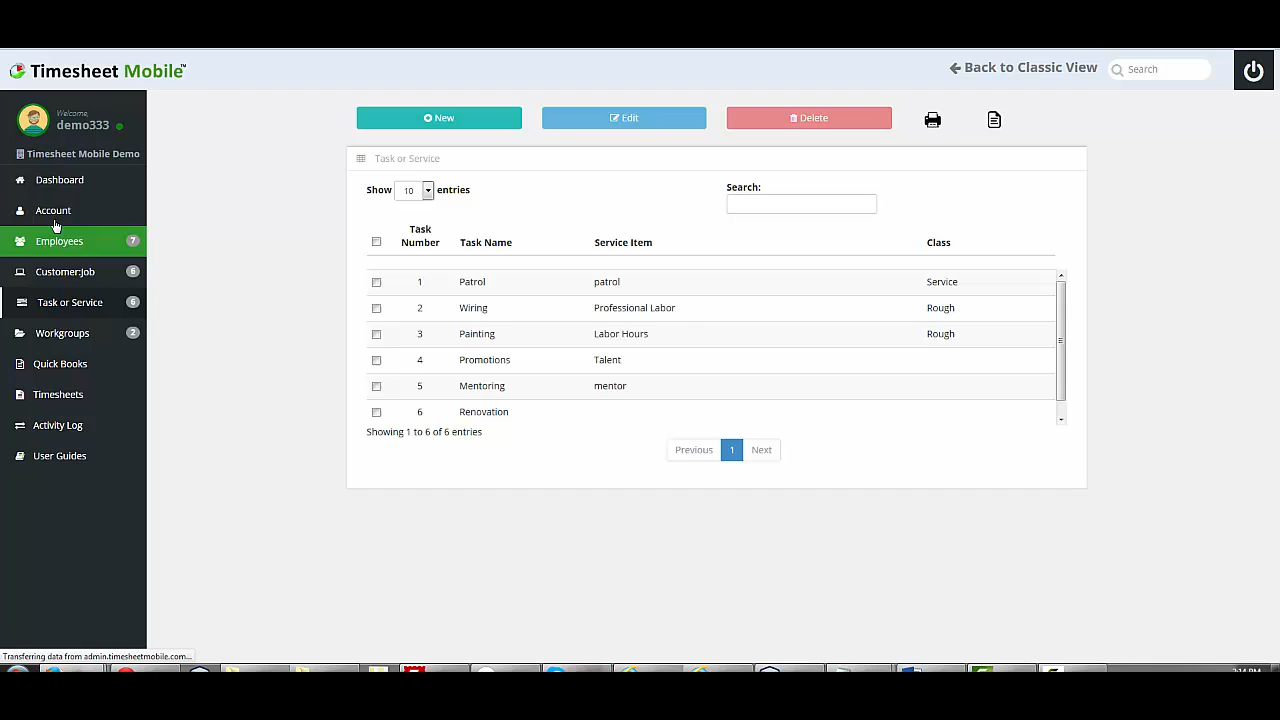 Timesheet Mobile™
Back to Classic View
Search
Welcome,
demo333
Timesheet Mobile Demo
Dashboard
Account
Employees 7
Customer:Job 6
Task or Service 6
Workgroups 2
Quick Books
Timesheets
Activity Log
User Guides
New Edit Delete
Task or Service
Show 10 entries
Search:
Task Number Task Name Service Item Class
1 Patrol patrol Service
2 Wiring Professional Labor Rough
3 Painting Labor Hours Rough
4 Promotions Talent
5 Mentoring mentor
6 Renovation
Showing 1 to 6 of 6 entries
Previous 1 Next
Transferring data from admin.timesheetmobile.com...